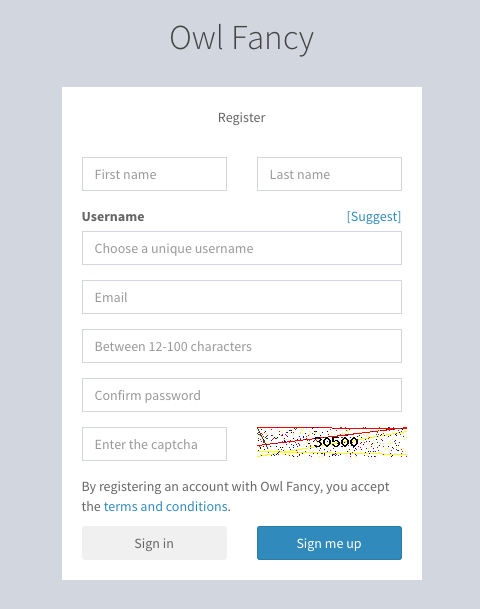 Owl Fancy
Register
First name
Last name
Username
[Suggest]
Choose a unique username
Email
Between 12-100 characters
Confirm password
Enter the captcha
30500
By registering an account with Owl Fancy, you accept
the terms and conditions.
Sign in
Sign me up